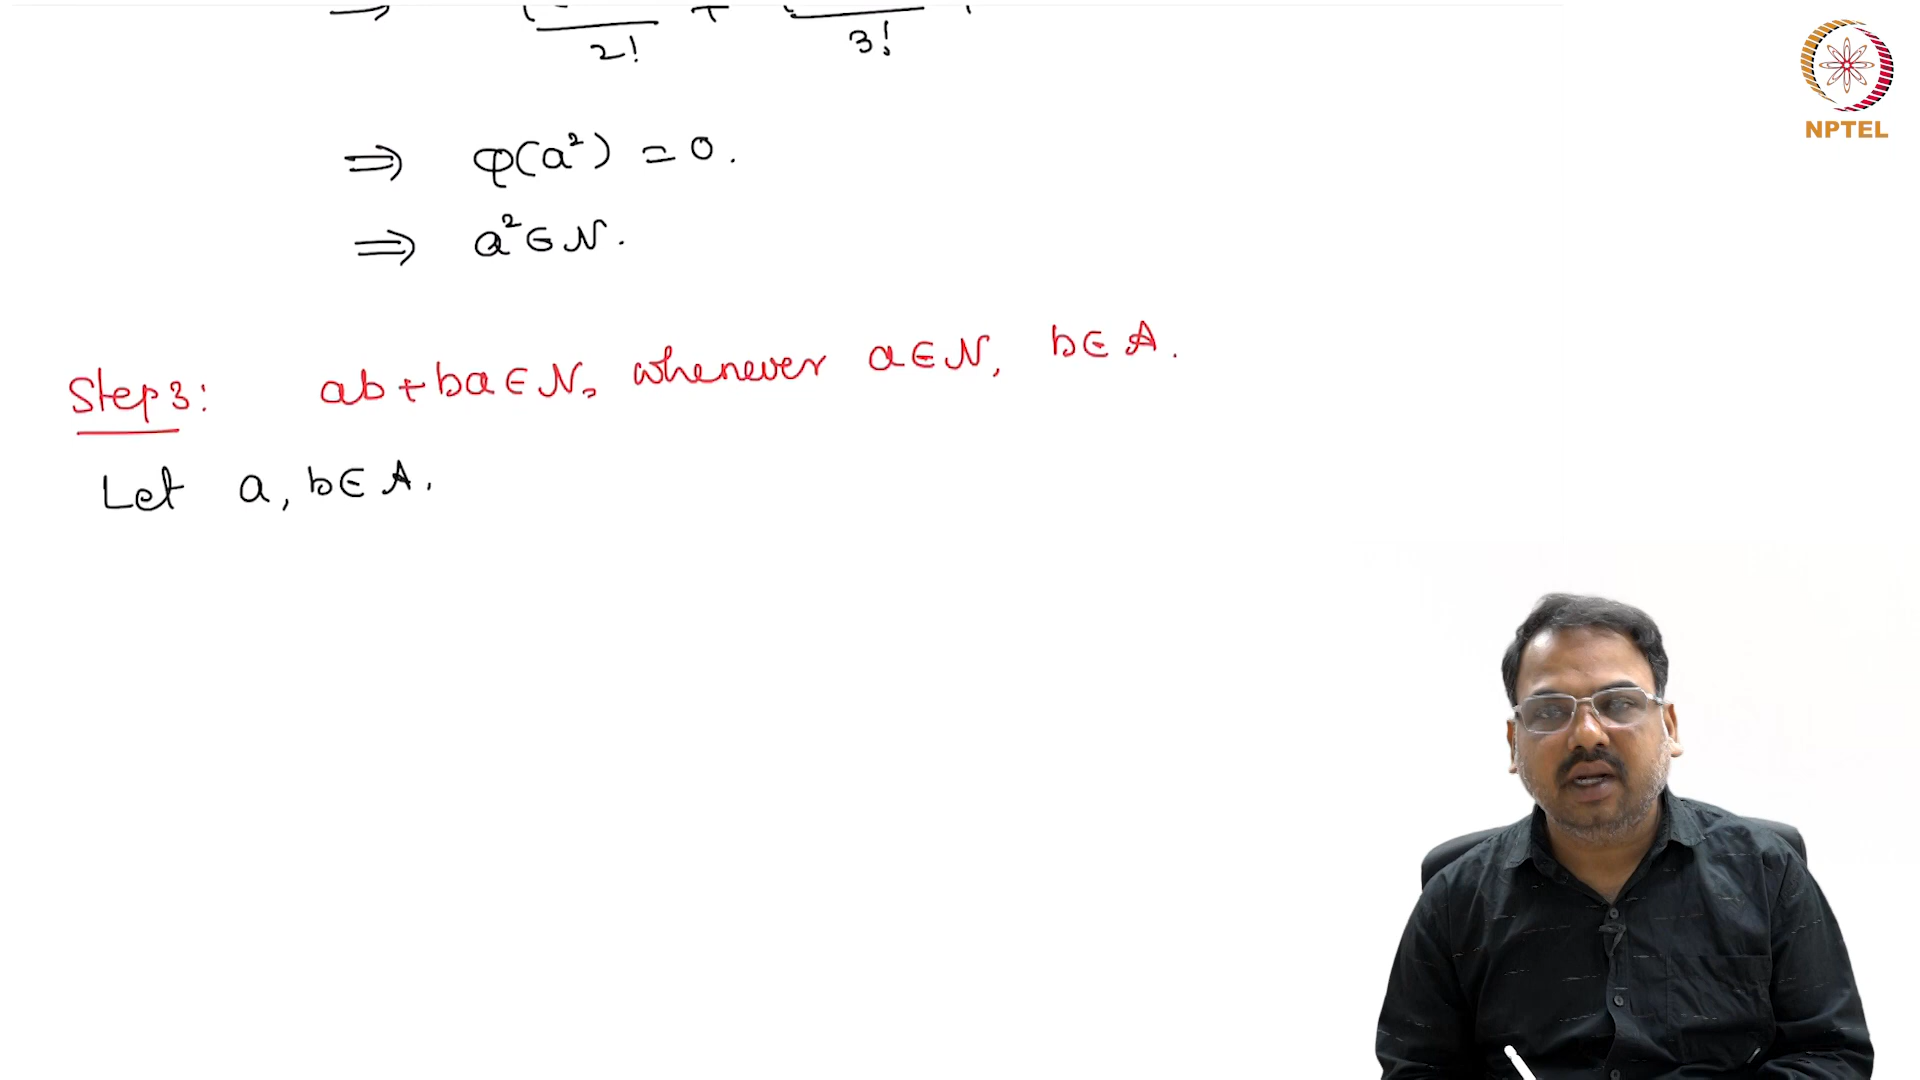 2! 3!
NPTEL
⇒ φ(a²) = 0.
⇒ a² ∈ N.
Step 3: ab + ba ∈ N, whenever a ∈ N, b ∈ A.
Let a, b ∈ A.